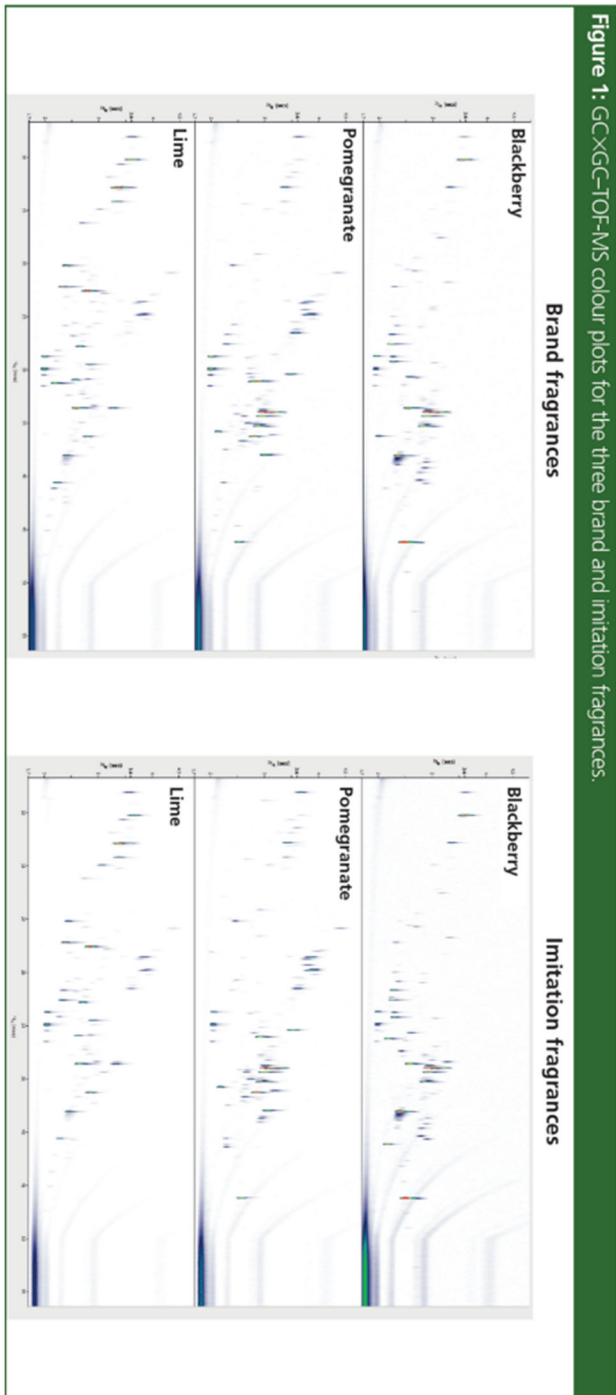 Figure 1: GC×GC–TOF-MS colour plots for the three brand and imitation fragrances.
Brand fragrances
Blackberry
Pomegranate
Lime
Imitation fragrances
Blackberry
Pomegranate
Lime